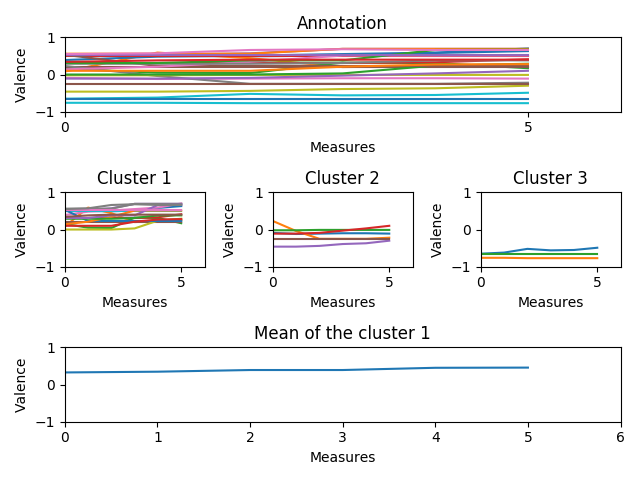 Annotation
Valence
1
0
−1
0
5
Measures
Cluster 1
Cluster 2
Cluster 3
Valence
1
0
−1
0
5
Measures
Valence
1
0
−1
0
5
Measures
Valence
1
0
−1
0
5
Measures
Mean of the cluster 1
Valence
1
0
−1
0 1 2 3 4 5 6
Measures